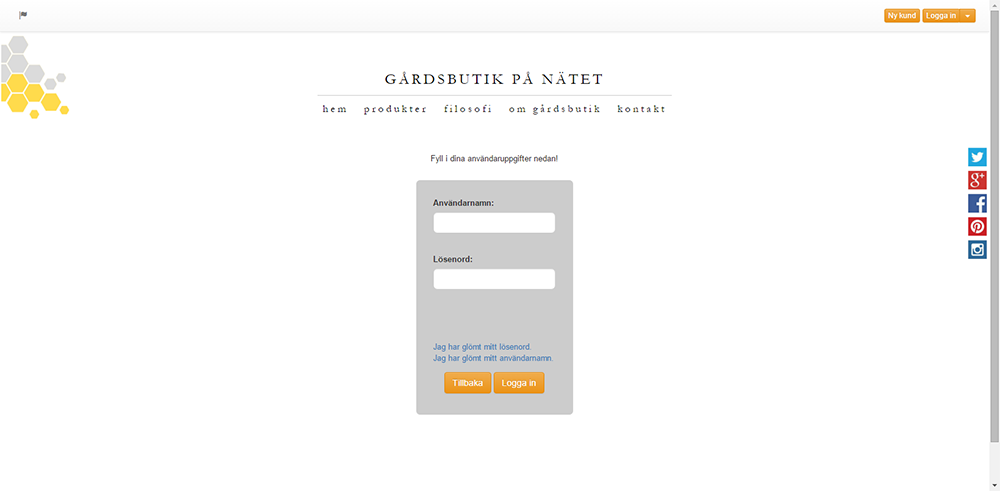 Ny kund Logga in
GÅRDSBUTIK PÅ NÄTET
hem produkter filosofi om gårdsbutik kontakt
Fyll i dina användaruppgifter nedan!
Användarnamn:
Lösenord:
Jag har glömt mitt lösenord.
Jag har glömt mitt användarnamn.
Tillbaka Logga in